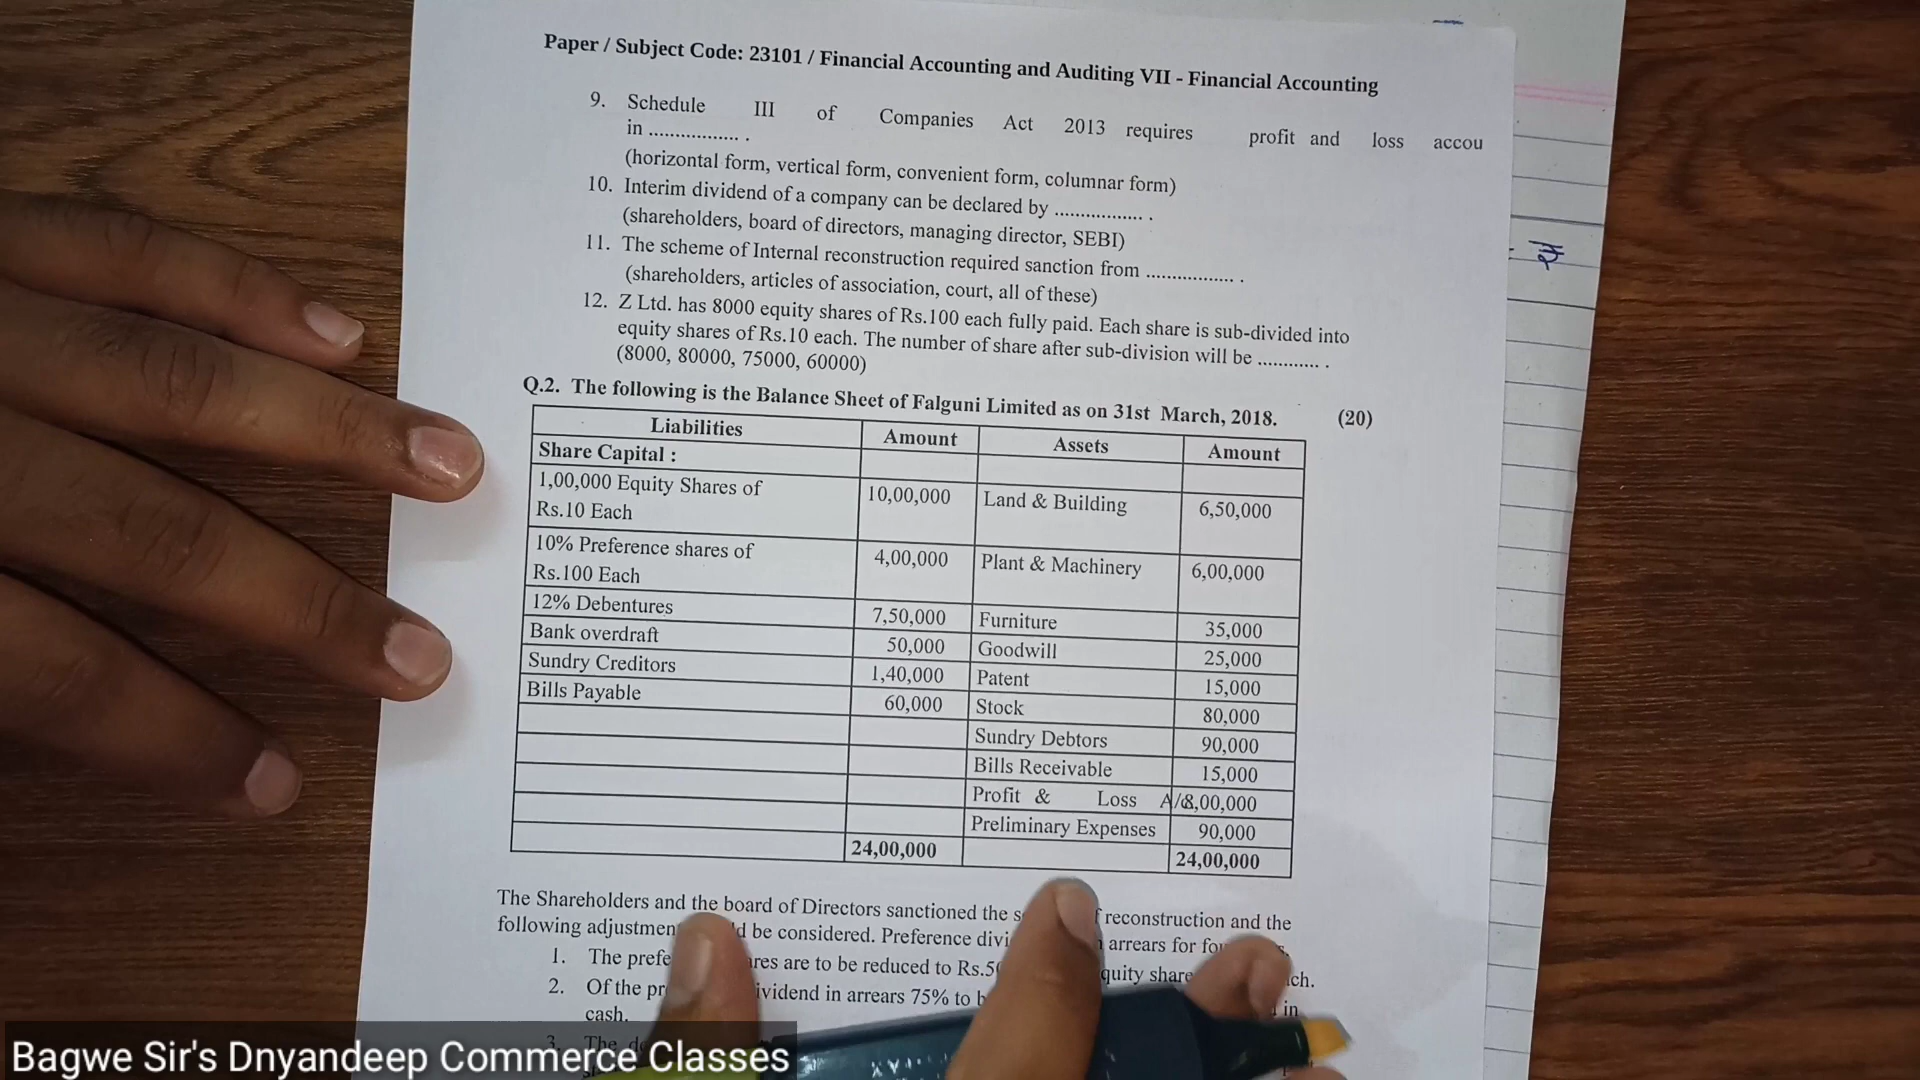 Paper / Subject Code: 23101 / Financial Accounting and Auditing VII - Financial Accounting
9. Schedule III of Companies Act 2013 requires profit and loss accou
in ................. .
(horizontal form, vertical form, convenient form, columnar form)
10. Interim dividend of a company can be declared by ................. .
(shareholders, board of directors, managing director, SEBI)
11. The scheme of Internal reconstruction required sanction from ................. .
(shareholders, articles of association, court, all of these)
12. Z Ltd. has 8000 equity shares of Rs.100 each fully paid. Each share is sub-divided into
equity shares of Rs.10 each. The number of share after sub-division will be ............ .
(8000, 80000, 75000, 60000)
Q.2. The following is the Balance Sheet of Falguni Limited as on 31st March, 2018. (20)
Liabilities Amount Assets Amount
Share Capital :
1,00,000 Equity Shares of
Rs.10 Each 10,00,000 Land & Building 6,50,000
10% Preference shares of
Rs.100 Each 4,00,000 Plant & Machinery 6,00,000
12% Debentures 7,50,000 Furniture 35,000
Bank overdraft 50,000 Goodwill 25,000
Sundry Creditors 1,40,000 Patent 15,000
Bills Payable 60,000 Stock 80,000
Sundry Debtors 90,000
Bills Receivable 15,000
Profit & Loss A/ 8,00,000
Preliminary Expenses 90,000
24,00,000 24,00,000
The Shareholders and the board of Directors sanctioned the reconstruction and the
following be considered. Preference arrears for
1. The are to be reduced to quity
2. Of the in arrears 75% to in
cash.
3. The
₹
Bagwe Sir's Dnyandeep Commerce Classes